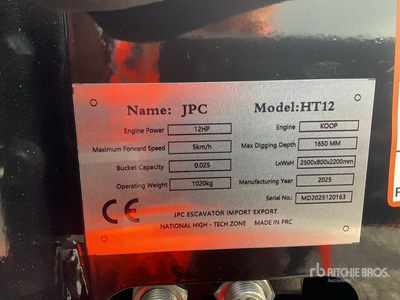 Name: JPC Model:HT12
Engine Power 12HP Engine KOOP
Maximum Forward Speed 5km/h Max Digging Depth 1650 MM
Bucket Capacity 0.025 LxWxH 2500x800x2200mm
Operating Weight 1020kg Manufacturing Year 2025
Serial No.: MD2025120163
CE JPC ESCAVATOR IMPORT EXPORT
NATIONAL HIGH - TECH ZONE MADE IN PRC
rb RITCHIE BROS.